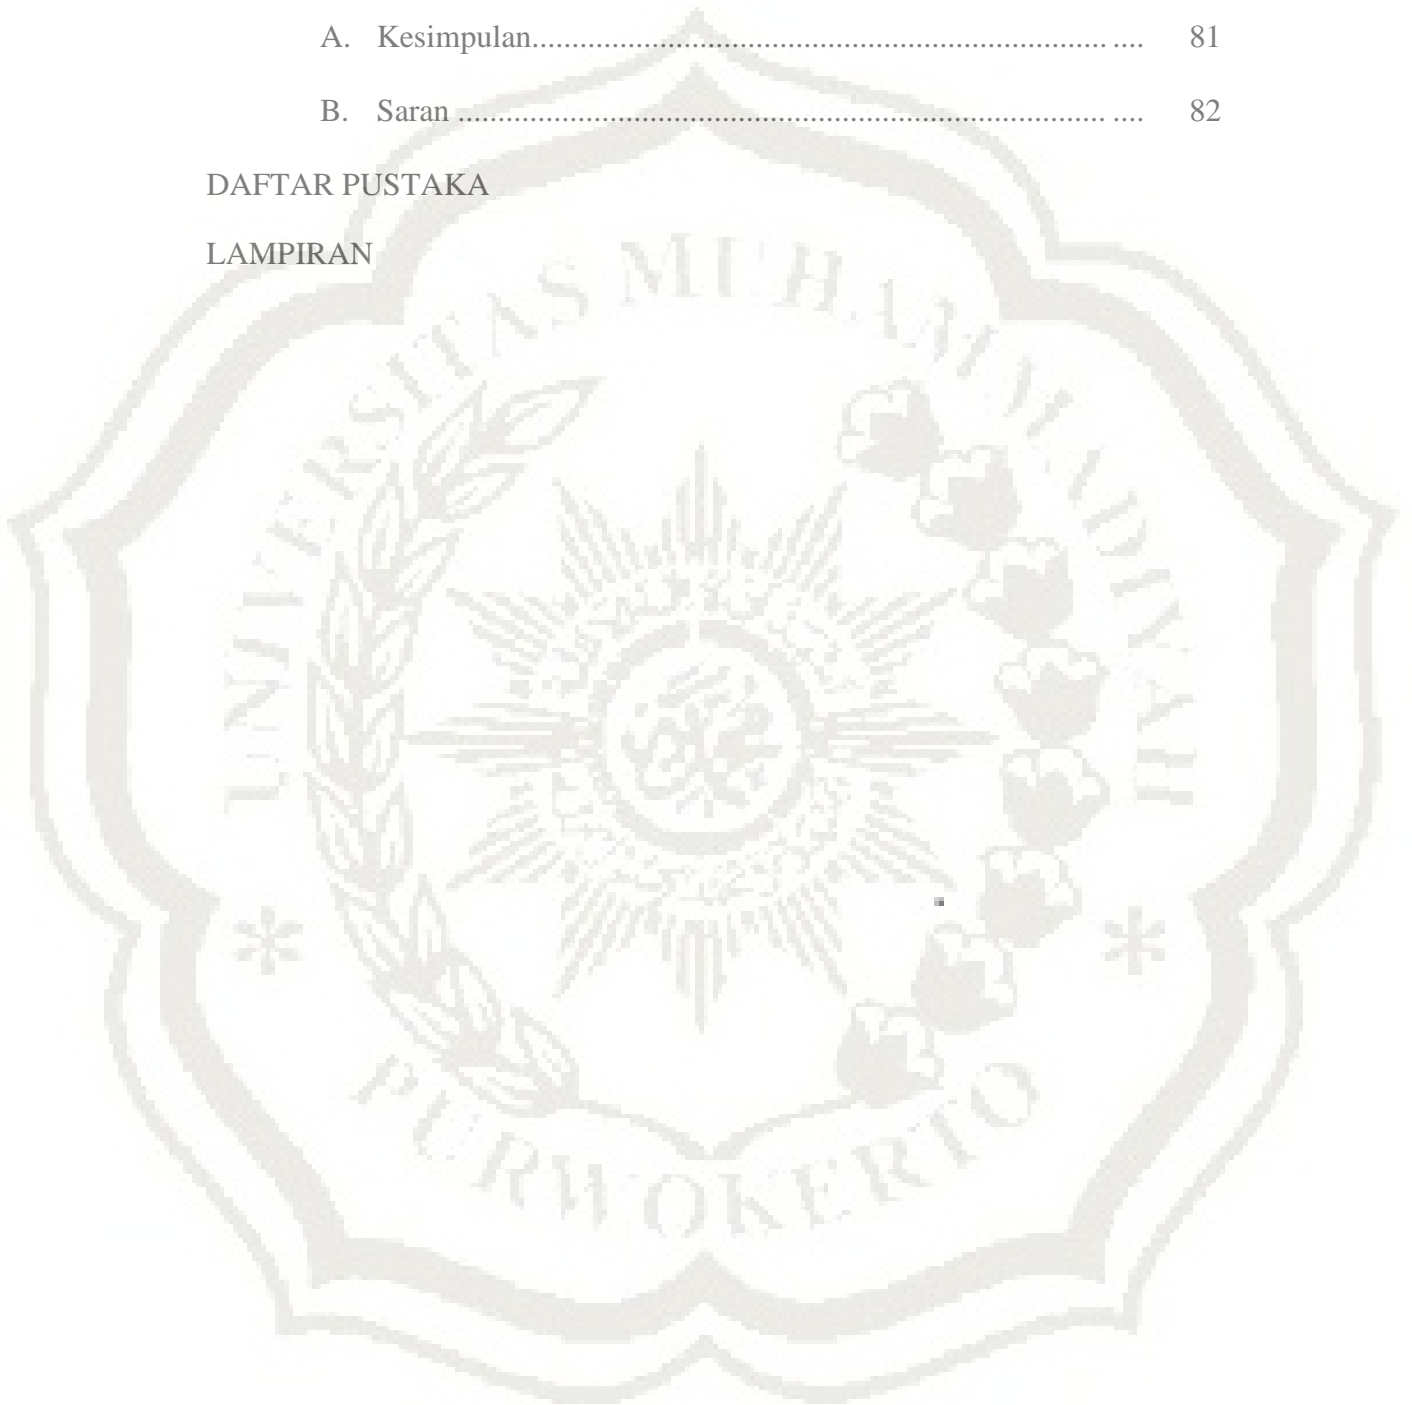 A. Kesimpulan........................................................................ .... 81
B. Saran ................................................................................. .... 82
DAFTAR PUSTAKA
LAMPIRAN
UNIVERSITAS MUHAMMADIYAH
* *
PURWOKERTO